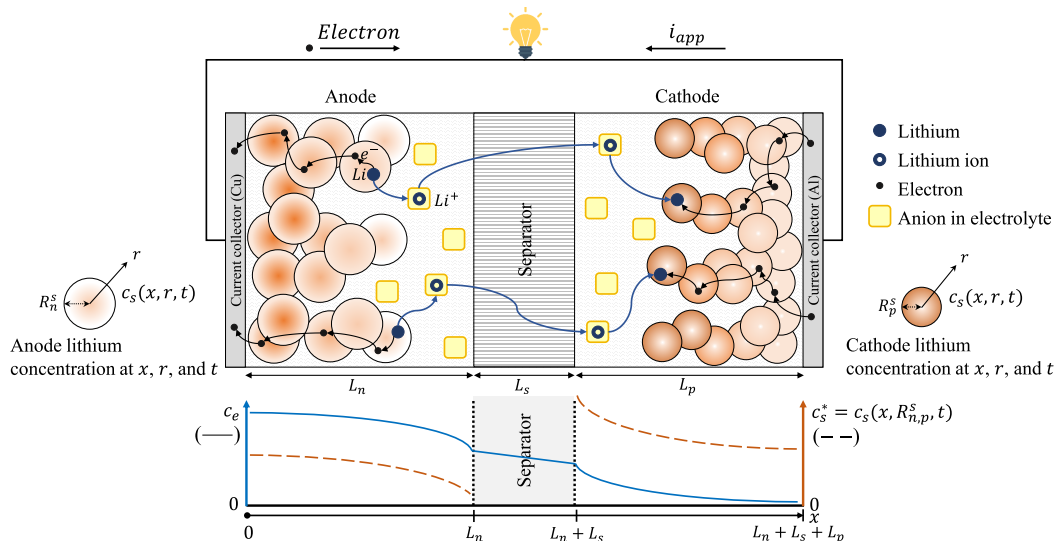 Electron
i_app
Anode
Cathode
Lithium
Lithium ion
Electron
Anion in electrolyte
e⁻
Li
Li⁺
Current collector (Cu)
Separator
Current collector (Al)
r
R_n^s
c_s(x, r, t)
Anode lithium
concentration at x, r, and t
r
R_p^s
c_s(x, r, t)
Cathode lithium
concentration at x, r, and t
L_n
L_s
L_p
c_e
(—)
0
Separator
c_s^* = c_s(x, R_{n,p}^s, t)
(– –)
0
x
0
L_n
L_n + L_s
L_n + L_s + L_p